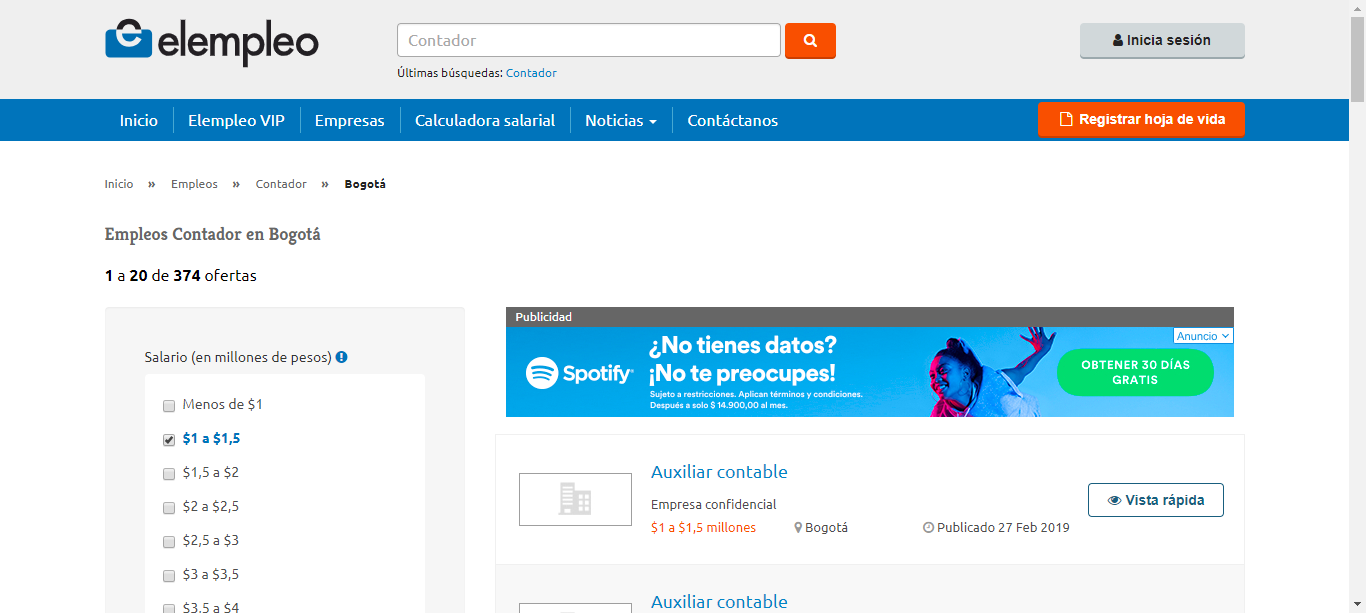 elempleo
Contador
Últimas búsquedas: Contador
Inicia sesión
Inicio
Elempleo VIP
Empresas
Calculadora salarial
Noticias
Contáctanos
Registrar hoja de vida
Inicio » Empleos » Contador » Bogotá
Empleos Contador en Bogotá
1 a 20 de 374 ofertas
Salario (en millones de pesos)
Menos de $1
$1 a $1,5
$1,5 a $2
$2 a $2,5
$2,5 a $3
$3 a $3,5
$3,5 a $4
Publicidad
Anuncio
Spotify
¿No tienes datos?
¡No te preocupes!
Sujeto a restricciones. Aplican términos y condiciones.
Después a solo $ 14.900,00 al mes.
OBTENER 30 DÍAS
GRATIS
Auxiliar contable
Empresa confidencial
$1 a $1,5 millones
Bogotá
Publicado 27 Feb 2019
Vista rápida
Auxiliar contable